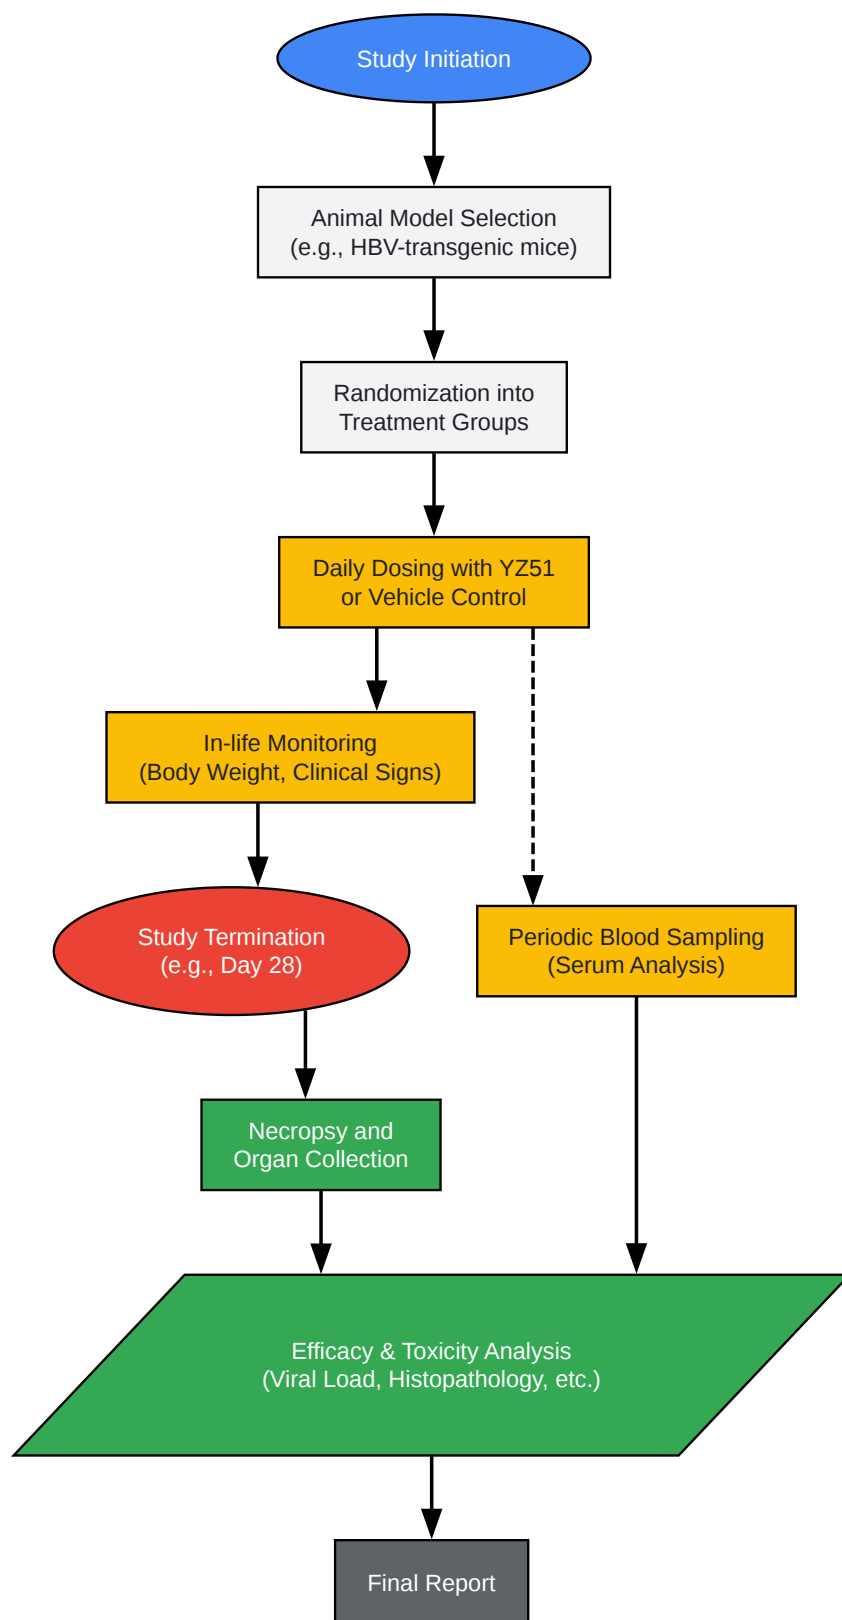 Study Initiation
Animal Model Selection
(e.g., HBV-transgenic mice)
Randomization into
Treatment Groups
Daily Dosing with YZ51
or Vehicle Control
In-life Monitoring
(Body Weight, Clinical Signs)
Study Termination
(e.g., Day 28)
Periodic Blood Sampling
(Serum Analysis)
Necropsy and
Organ Collection
Efficacy & Toxicity Analysis
(Viral Load, Histopathology, etc.)
Final Report